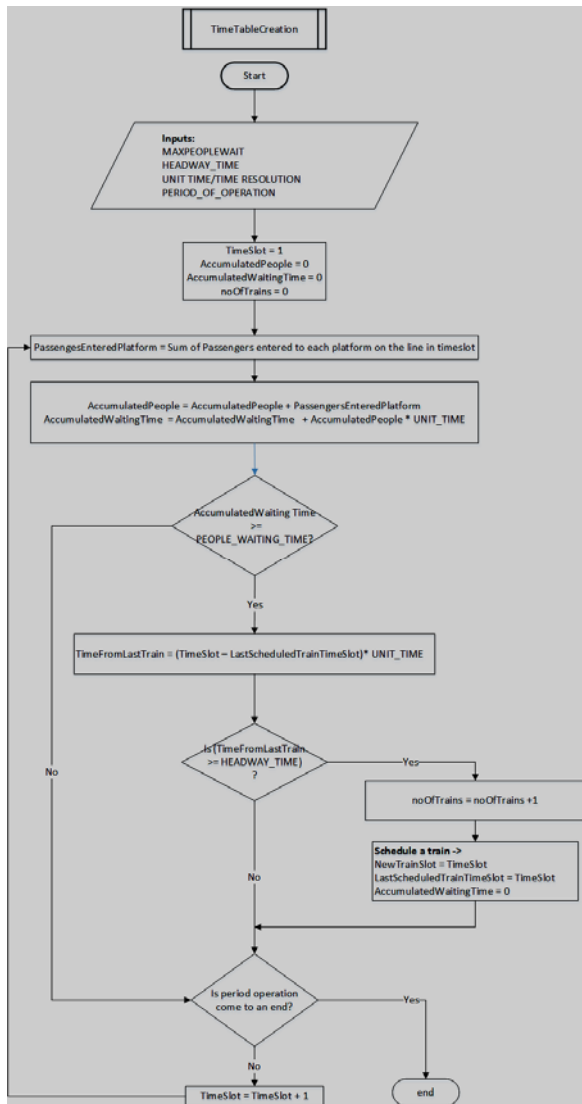 TimeTableCreation
Start
Inputs:
MAXPEOPLEWAIT
HEADWAY_TIME
UNIT TIME/TIME RESOLUTION
PERIOD_OF_OPERATION
TimeSlot = 1
AccumulatedPeople = 0
AccumulatedWaitingTime = 0
noOfTrains = 0
PassengesEnteredPlatform = Sum of Passengers entered to each platform on the line in timeslot
AccumulatedPeople = AccumulatedPeople + PassengersEnteredPlatform
AccumulatedWaitingTime = AccumulatedWaitingTime + AccumulatedPeople * UNIT_TIME
AccumulatedWaiting Time
>=
PEOPLE_WAITING_TIME?
Yes
TimeFromLastTrain = (TimeSlot – LastScheduledTrainTimeSlot)* UNIT_TIME
No
Is (TimeFromLastTrain
>= HEADWAY_TIME)
?
Yes
noOfTrains = noOfTrains +1
Schedule a train ->
NewTrainSlot = TimeSlot
LastScheduledTrainTimeSlot = TimeSlot
AccumulatedWaitingTime = 0
No
Is period operation
come to an end?
Yes
No
TimeSlot = TimeSlot + 1
end